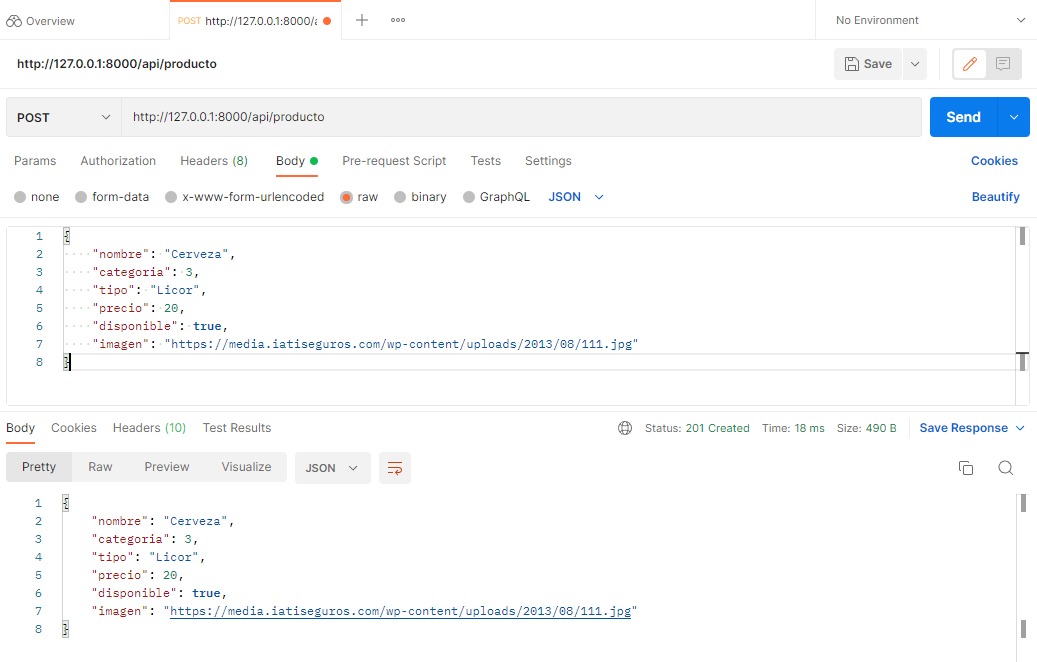 Overview
POST http://127.0.0.1:8000/a
No Environment
http://127.0.0.1:8000/api/producto
Save
POST
http://127.0.0.1:8000/api/producto
Send
Params
Authorization
Headers (8)
Body
Pre-request Script
Tests
Settings
Cookies
none
form-data
x-www-form-urlencoded
raw
binary
GraphQL
JSON
Beautify
1 {
2 "nombre": "Cerveza",
3 "categoria": 3,
4 "tipo": "Licor",
5 "precio": 20,
6 "disponible": true,
7 "imagen": "https://media.iatiseguros.com/wp-content/uploads/2013/08/111.jpg"
8 }
Body
Cookies
Headers (10)
Test Results
Status: 201 Created
Time: 18 ms
Size: 490 B
Save Response
Pretty
Raw
Preview
Visualize
JSON
1 {
2 "nombre": "Cerveza",
3 "categoria": 3,
4 "tipo": "Licor",
5 "precio": 20,
6 "disponible": true,
7 "imagen": "https://media.iatiseguros.com/wp-content/uploads/2013/08/111.jpg"
8 }